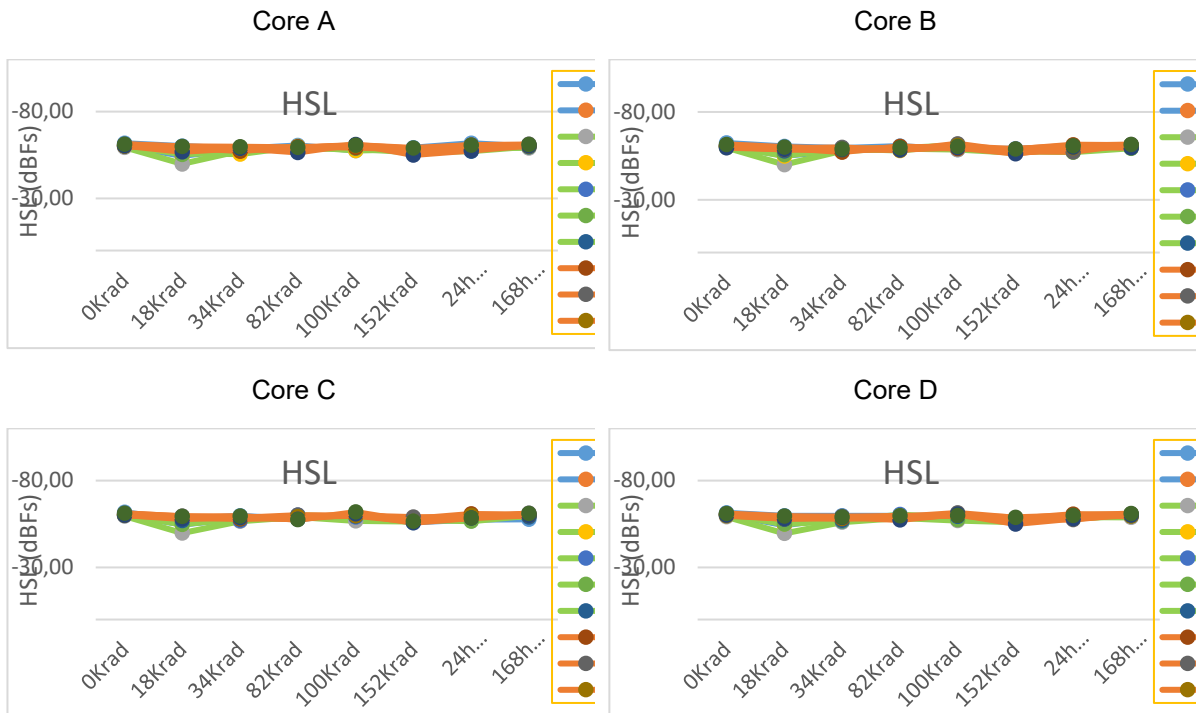 Core A
HSL
HSL (dBFs)
-80,00
-30,00
0Krad
18Krad
34Krad
82Krad
100Krad
152Krad
24h...
168h...
Core B
HSL
HSL (dBFs)
-80,00
-30,00
0Krad
18Krad
34Krad
82Krad
100Krad
152Krad
24h...
168h...
Core C
HSL
HSL (dBFs)
-80,00
-30,00
0Krad
18Krad
34Krad
82Krad
100Krad
152Krad
24h...
168h...
Core D
HSL
HSL (dBFs)
-80,00
-30,00
0Krad
18Krad
34Krad
82Krad
100Krad
152Krad
24h...
168h...